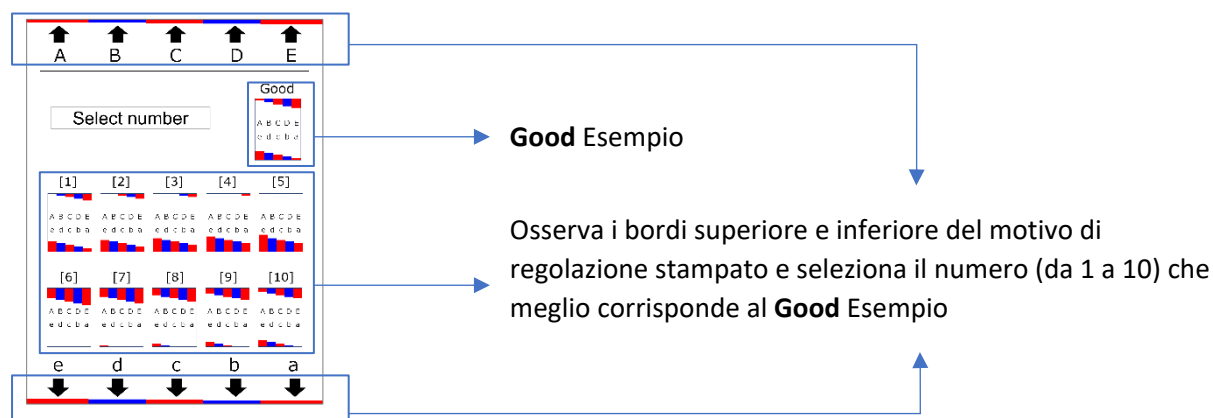 A B C D E
Good
Select number
A B C D E
e d c b a
Good Esempio
[1] [2] [3] [4] [5]
A B C D E A B C D E A B C D E A B C D E A B C D E
e d c b a e d c b a e d c b a e d c b a e d c b a
Osserva i bordi superiore e inferiore del motivo di
regolazione stampato e seleziona il numero (da 1 a 10) che
meglio corrisponde al Good Esempio
[6] [7] [8] [9] [10]
A B C D E A B C D E A B C D E A B C D E A B C D E
e d c b a e d c b a e d c b a e d c b a e d c b a
e d c b a